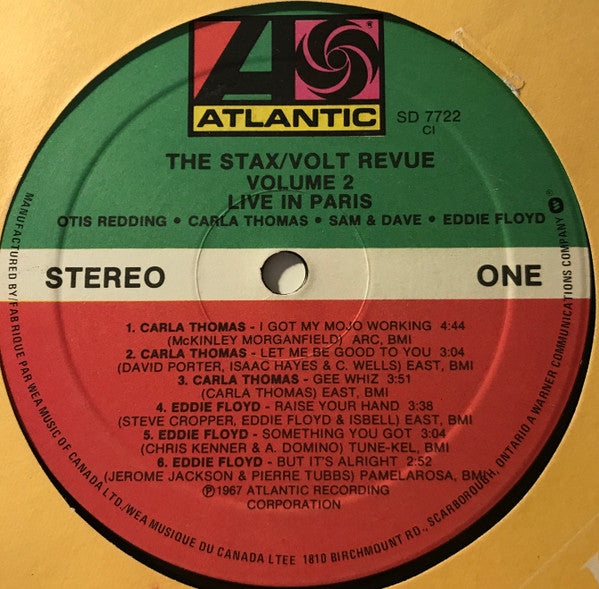 ATLANTIC
SD 7722
CI
THE STAX/VOLT REVUE
VOLUME 2
LIVE IN PARIS
OTIS REDDING • CARLA THOMAS • SAM & DAVE • EDDIE FLOYD
STEREO
ONE
1. CARLA THOMAS - I GOT MY MOJO WORKING 4:44
(McKINLEY MORGANFIELD) ARC, BMI
2. CARLA THOMAS - LET ME BE GOOD TO YOU 3:04
(DAVID PORTER, ISAAC HAYES & C. WELLS) EAST, BMI
3. CARLA THOMAS - GEE WHIZ 3:51
(CARLA THOMAS) EAST, BMI
4. EDDIE FLOYD - RAISE YOUR HAND 3:38
(STEVE CROPPER, EDDIE FLOYD & ISBELL) EAST, BMI
5. EDDIE FLOYD - SOMETHING YOU GOT 3:04
(CHRIS KENNER & A. DOMINO) TUNE-KEL, BMI
6. EDDIE FLOYD - BUT IT'S ALRIGHT 2:52
(JEROME JACKSON & PIERRE TUBBS) PAMELAROSA, BMI
Ⓟ1967 ATLANTIC RECORDING
CORPORATION
MANUFACTURED BY/FABRIQUE PAR WEA MUSIC OF CANADA LTD./WEA MUSIQUE DU CANADA LTEE 1810 BIRCHMOUNT RD., SCARBOROUGH, ONTARIO A WARNER COMMUNICATIONS COMPANY